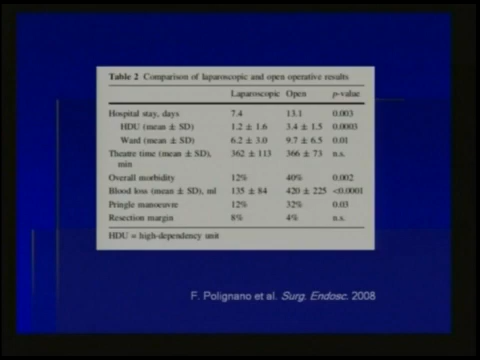 Table 2 Comparison of laparoscopic and open operative results
Laparoscopic Open p-value
Hospital stay, days 7.4 13.1 0.003
HDU (mean ± SD) 1.2 ± 1.6 3.4 ± 1.5 0.0003
Ward (mean ± SD) 6.2 ± 3.0 9.7 ± 6.5 0.01
Theatre time (mean ± SD), 362 ± 113 366 ± 73 n.s.
min
Overall morbidity 12% 40% 0.002
Blood loss (mean ± SD), ml 135 ± 84 420 ± 225 <0.0001
Pringle manoeuvre 12% 32% 0.03
Resection margin 8% 4% n.s.
HDU = high-dependency unit
F. Polignano et al. Surg. Endosc. 2008